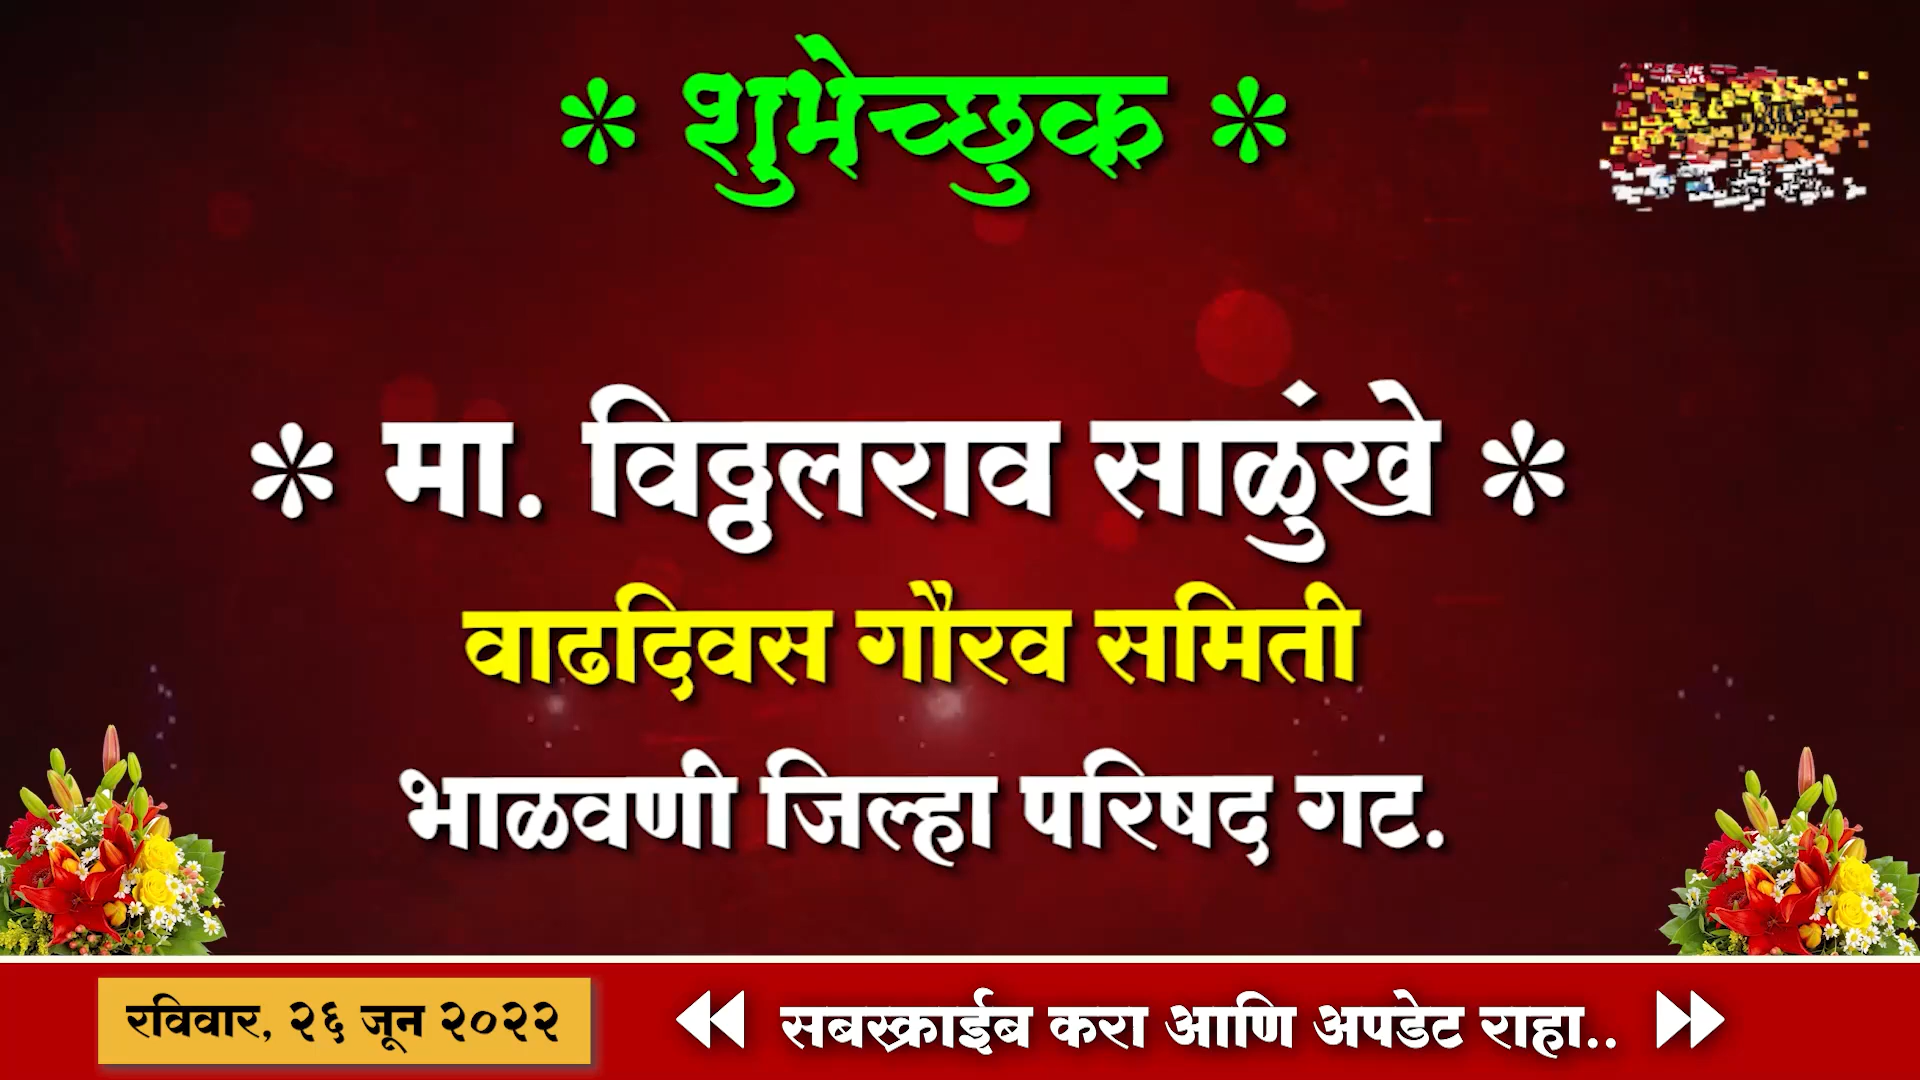 * शुभेच्छुक *
* मा. विठ्ठलराव साळुंखे *
वाढदिवस गौरव समिती
भाळवणी जिल्हा परिषद गट.
रविवार, २६ जून २०२२
सबस्क्राईब करा आणि अपडेट राहा..